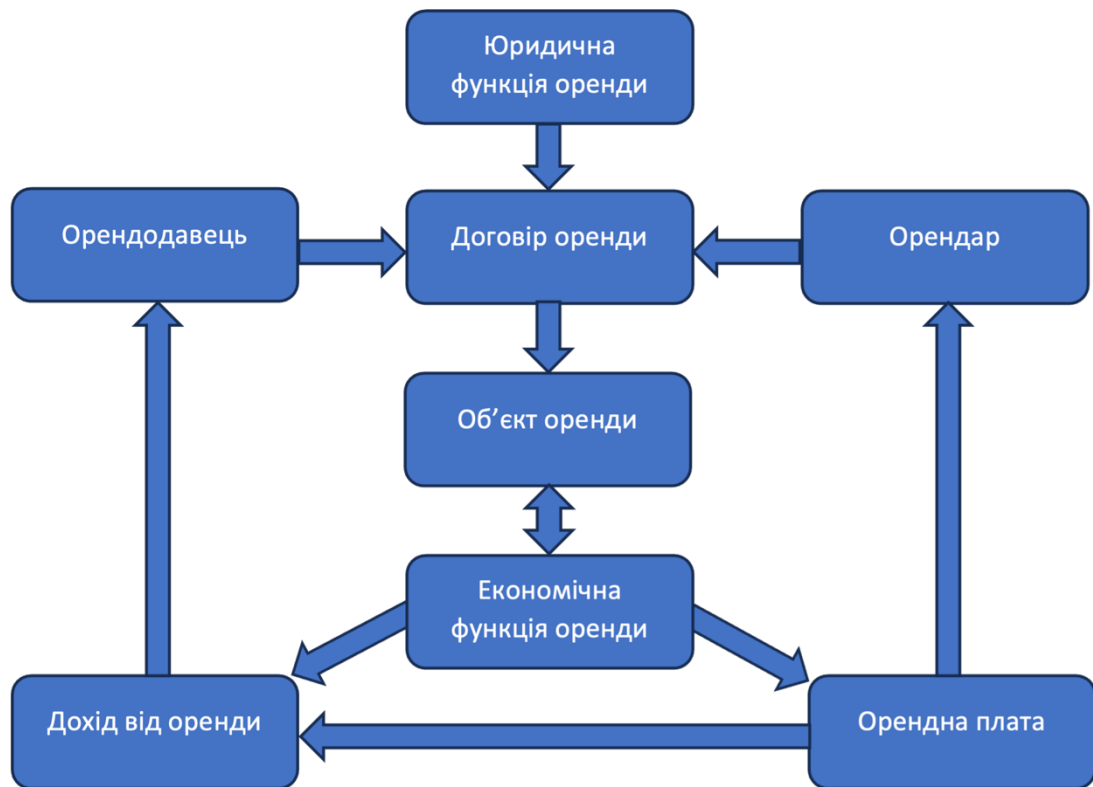 Юридична
функція оренди
Орендодавець
Договір оренди
Орендар
Об’єкт оренди
Економічна
функція оренди
Дохід від оренди
Орендна плата